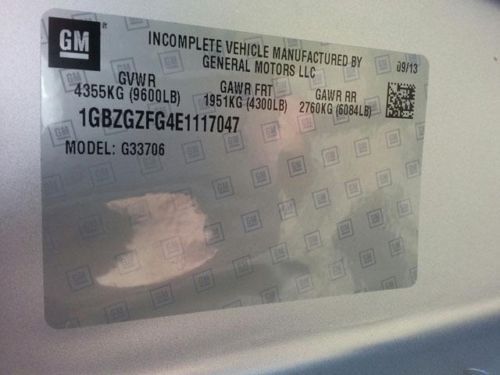 GM
INCOMPLETE VEHICLE MANUFACTURED BY
GENERAL MOTORS LLC
09/13
GVWR
4355KG (9600LB)
GAWR FRT
1951KG (4300LB)
GAWR RR
2760KG (6084LB)
1GBZGZFG4E1117047
MODEL: G33706